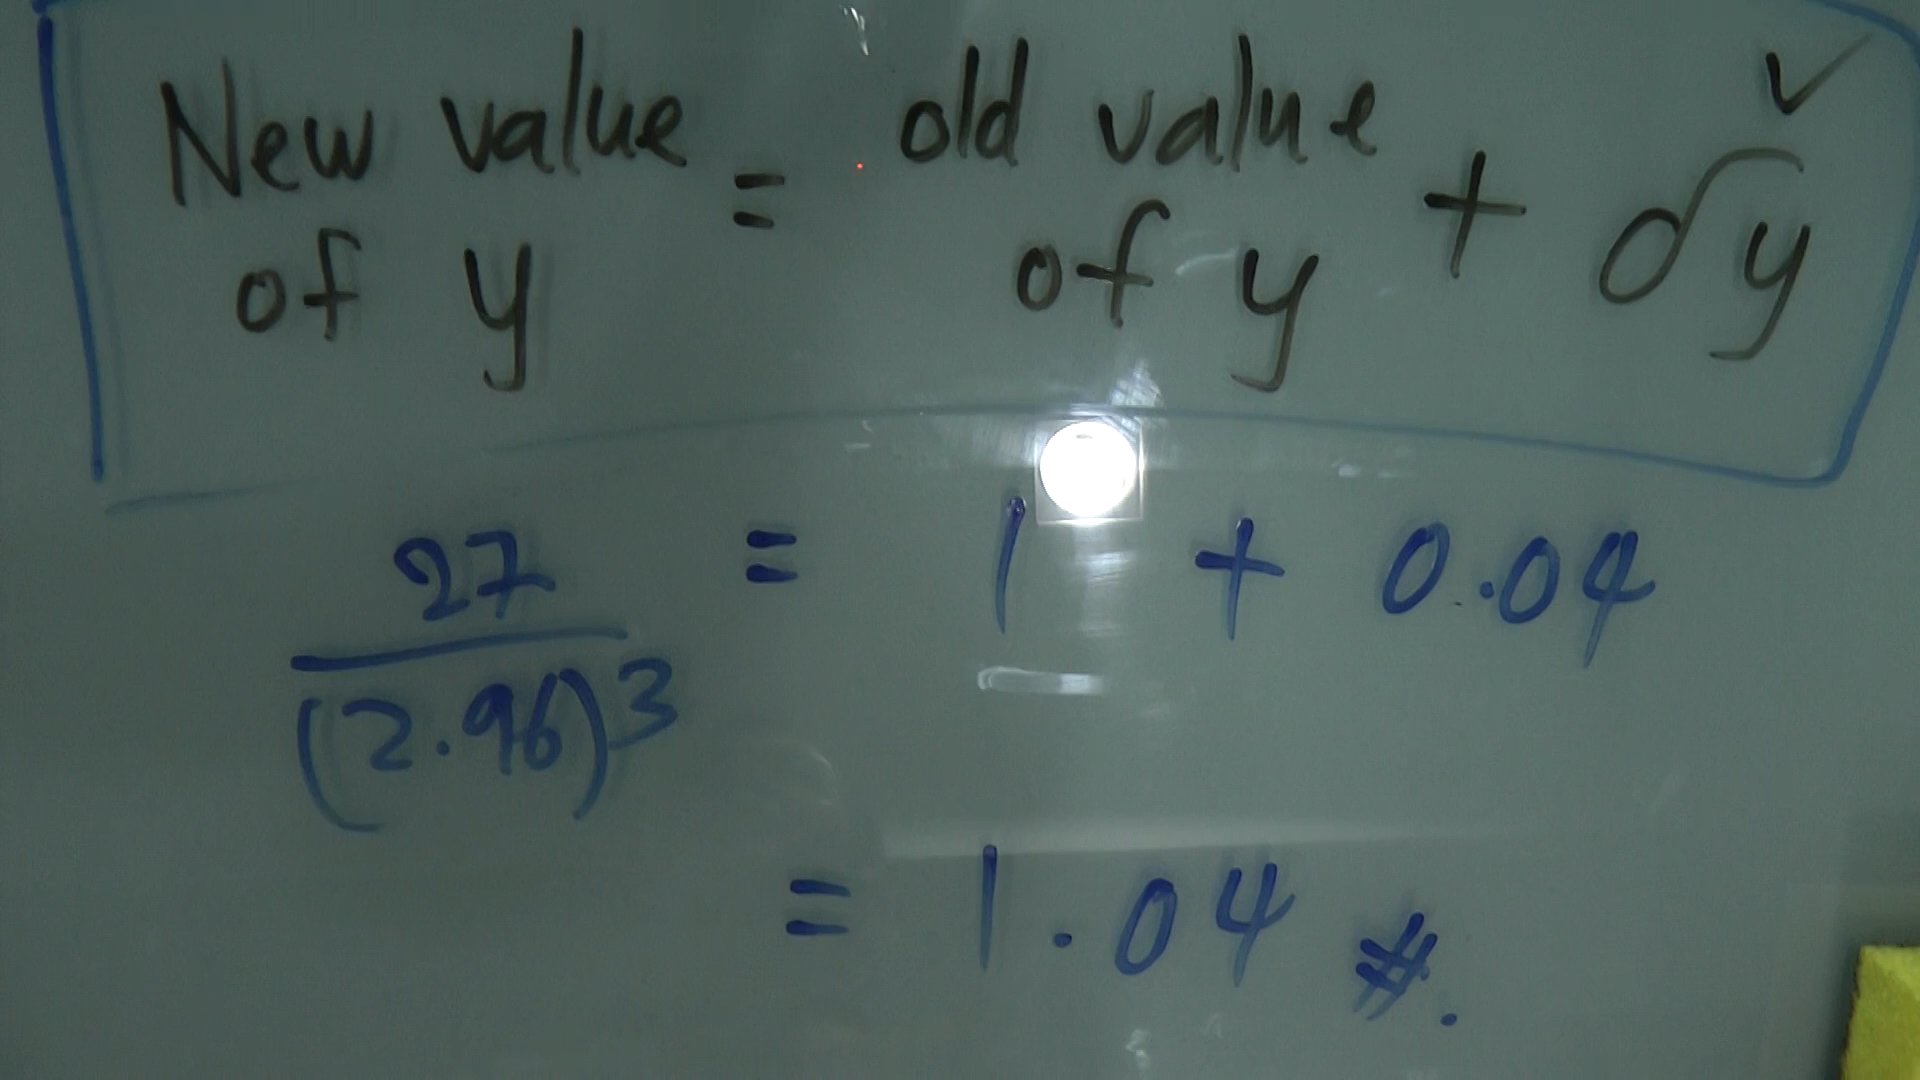 New value = old value + δy ✓
of y of y
27 / (2.96)³ = 1 + 0.04
= 1.04 #.